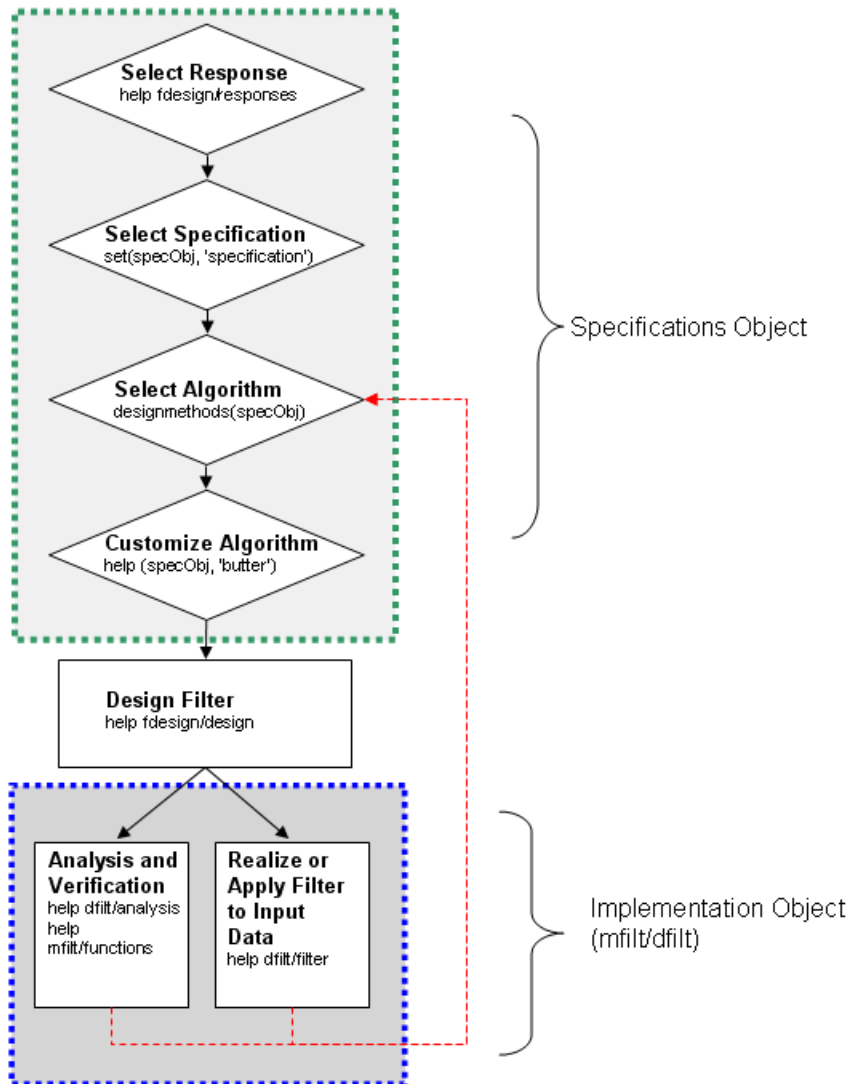 Select Response
help fdesign/responses
Select Specification
set(specObj, 'specification')
Select Algorithm
designmethods(specObj)
Customize Algorithm
help (specObj, 'butter')
Specifications Object
Design Filter
help fdesign/design
Analysis and
Verification
help dfilt/analysis
help
mfilt/functions
Realize or
Apply Filter
to Input
Data
help dfilt/filter
Implementation Object
(mfilt/dfilt)